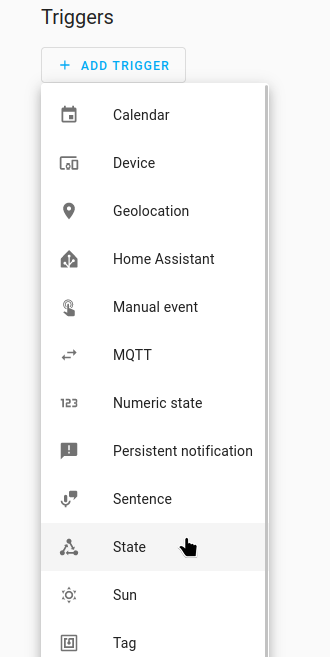 Triggers
+ ADD TRIGGER
Calendar
Device
Geolocation
Home Assistant
Manual event
MQTT
123 Numeric state
Persistent notification
Sentence
State
Sun
Tag